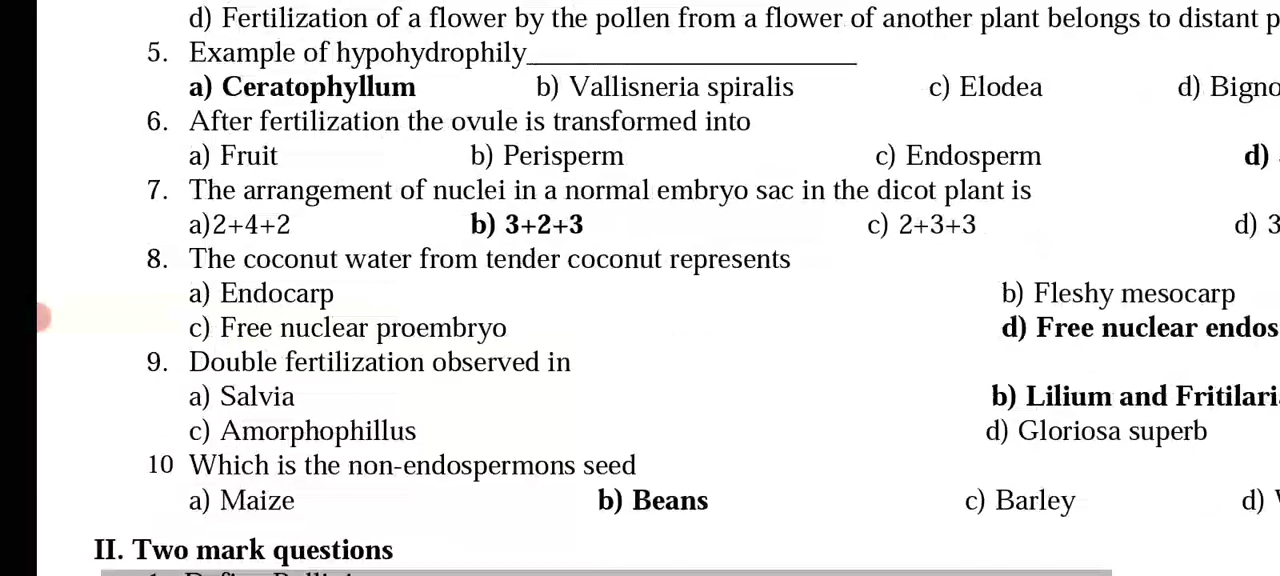 d) Fertilization of a flower by the pollen from a flower of another plant belongs to distant
5. Example of hypohydrophily______________________
a) Ceratophyllum b) Vallisneria spiralis c) Elodea d)
6. After fertilization the ovule is transformed into
a) Fruit b) Perisperm c) Endosperm d)
7. The arrangement of nuclei in a normal embryo sac in the dicot plant is
a)2+4+2 b) 3+2+3 c) 2+3+3 d) 3
8. The coconut water from tender coconut represents
a) Endocarp b) Fleshy mesocarp
c) Free nuclear proembryo d) Free nuclear
9. Double fertilization observed in
a) Salvia b) Lilium and
c) Amorphophillus d) Gloriosa superb
10 Which is the non-endospermons seed
a) Maize b) Beans c) Barley d)
II. Two mark questions